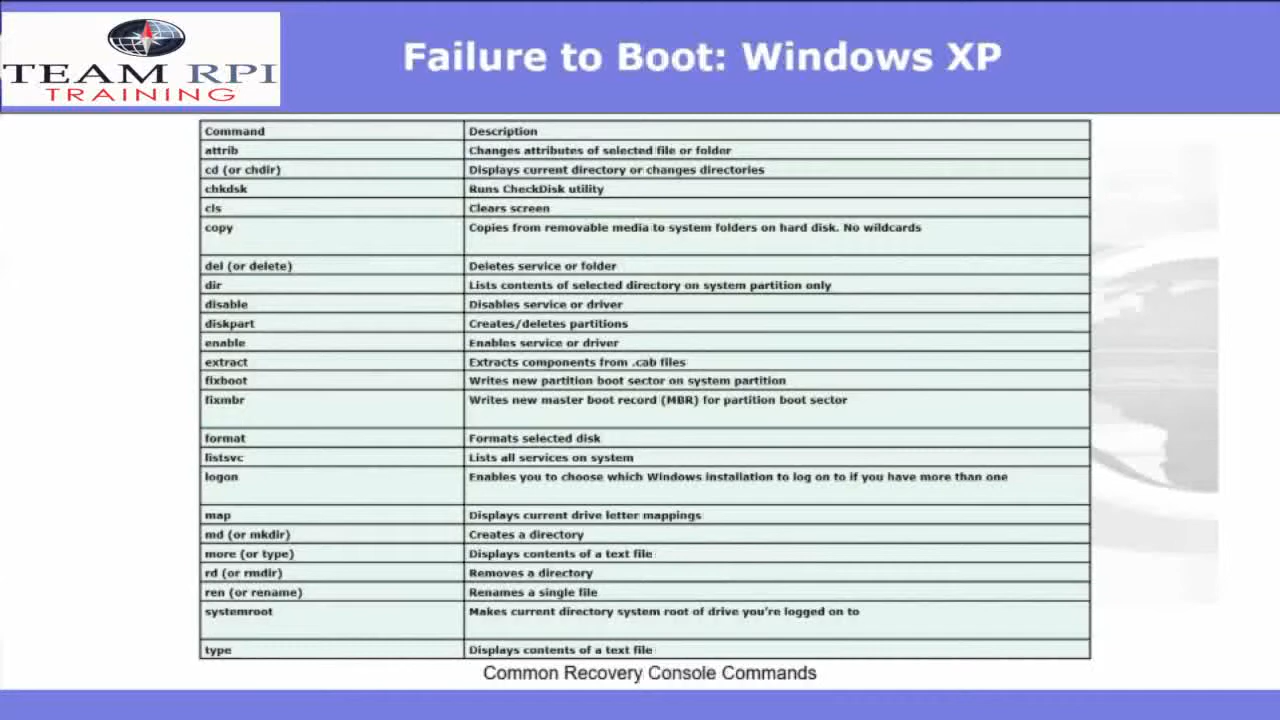 TEAM RPI
TRAINING
Failure to Boot: Windows XP
Command Description
attrib Changes attributes of selected file or folder
cd (or chdir) Displays current directory or changes directories
chkdsk Runs CheckDisk utility
cls Clears screen
copy Copies from removable media to system folders on hard disk. No wildcards
del (or delete) Deletes service or folder
dir Lists contents of selected directory on system partition only
disable Disables service or driver
diskpart Creates/deletes partitions
enable Enables service or driver
extract Extracts components from .cab files
fixboot Writes new partition boot sector on system partition
fixmbr Writes new master boot record (MBR) for partition boot sector
format Formats selected disk
listsvc Lists all services on system
logon Enables you to choose which Windows installation to log on to if you have more than one
map Displays current drive letter mappings
md (or mkdir) Creates a directory
more (or type) Displays contents of a text file
rd (or rmdir) Removes a directory
ren (or rename) Renames a single file
systemroot Makes current directory system root of drive you're logged on to
type Displays contents of a text file
Common Recovery Console Commands